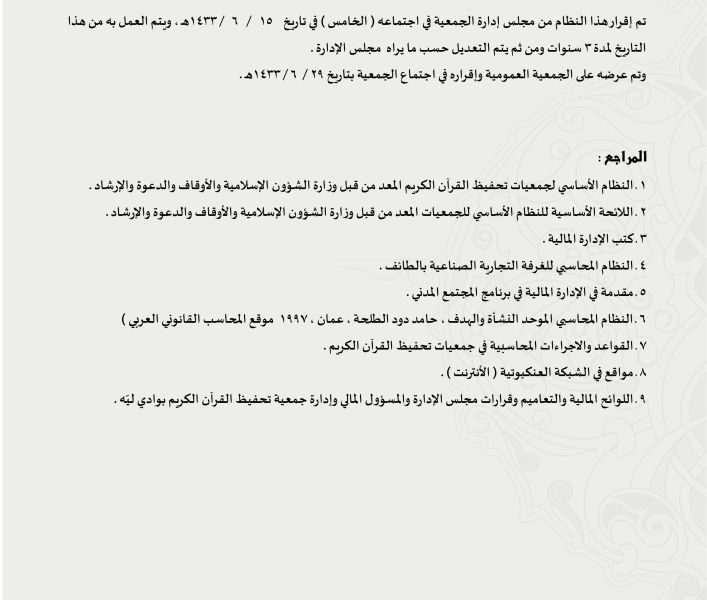 تم إقرار هذا النظام من مجلس إدارة الجمعية في اجتماعه ( الخامس ) في تاريخ ١٥ / ٦ / ١٤٣٣هـ ، ويتم العمل به من هذا
التاريخ لمدة ٣ سنوات ومن ثم يتم التعديل حسب ما يراه مجلس الإدارة .
وتم عرضه على الجمعية العمومية وإقراره في اجتماع الجمعية بتاريخ ٢٩ / ٦ / ١٤٣٣هـ .
المراجع :
١. النظام الأساسي لجمعيات تحفيظ القرآن الكريم المعد من قبل وزارة الشؤون الإسلامية والأوقاف والدعوة والإرشاد .
٢. اللائحة الأساسية للنظام الأساسي للجمعيات المعد من قبل وزارة الشؤون الإسلامية والأوقاف والدعوة والإرشاد .
٣. كتب الإدارة المالية .
٤. النظام المحاسبي للغرفة التجارية الصناعية بالطائف .
٥. مقدمة في الإدارة المالية في برنامج المجتمع المدني .
٦. النظام المحاسبي الموحد النشأة والهدف ، حامد دود الطلحة ، عمان ، ١٩٩٧ موقع المحاسب القانوني العربي )
٧. القواعد والاجراءات المحاسبية في جمعيات تحفيظ القرآن الكريم .
٨. مواقع في الشبكة العنكبوتية ( الأنترنت ) .
٩. اللوائح المالية والتعاميم وقرارات مجلس الإدارة والمسؤول المالي وإدارة جمعية تحفيظ القرآن الكريم بوادي ليَه .